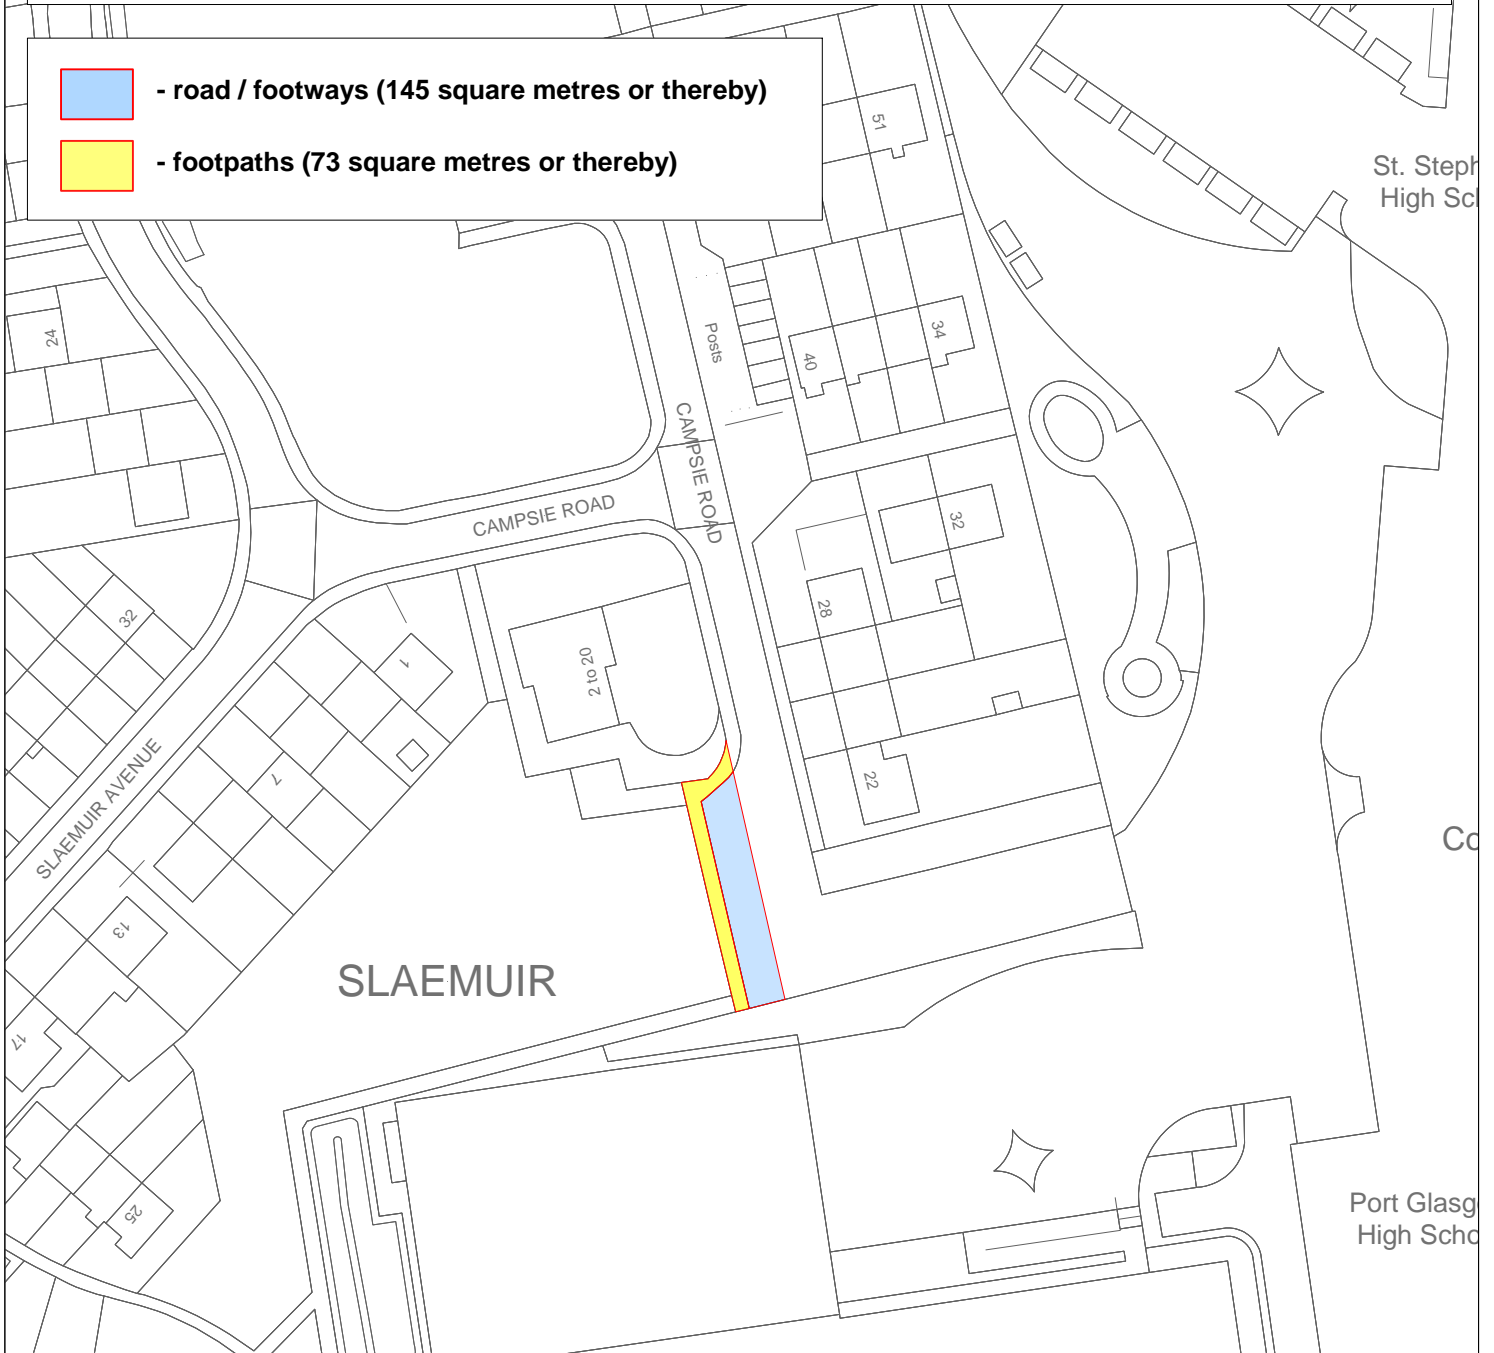 - road / footways (145 square metres or thereby)
- footpaths (73 square metres or thereby)
51
St. Steph
High Sch
24
Posts
40
34
CAMPSIE ROAD
CAMPSIE ROAD
32
32
28
1
2 to 20
SLAEMUIR AVENUE
7
22
Co
13
SLAEMUIR
17
25
Port Glasg
High Scho